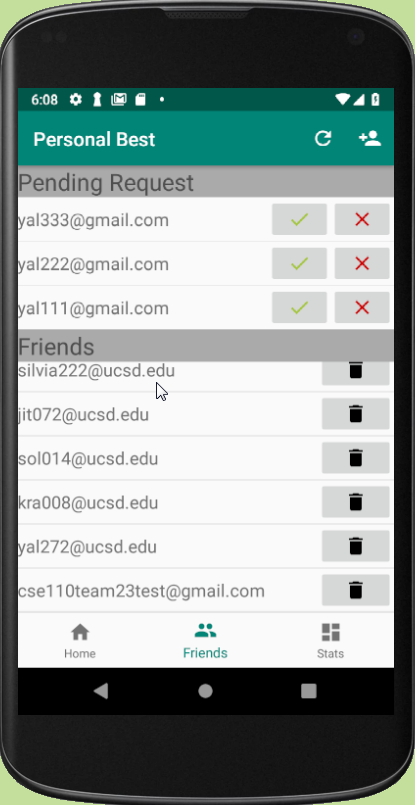 6:08
Personal Best
Pending Request
yal333@gmail.com
yal222@gmail.com
yal111@gmail.com
Friends
silvia222@ucsd.edu
jit072@ucsd.edu
sol014@ucsd.edu
kra008@ucsd.edu
yal272@ucsd.edu
cse110team23test@gmail.com
Home Friends Stats